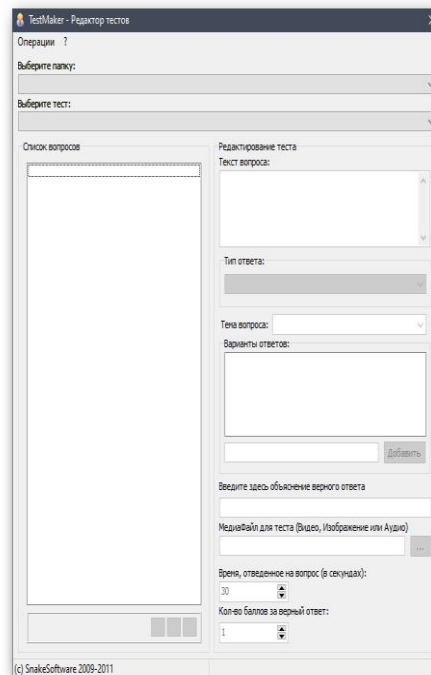 TestMaker - Редактор тестов
Операции ?
Выберите папку:
Выберите тест:
Список вопросов
Редактирование теста
Текст вопроса:
Тип ответа:
Тема вопроса:
Варианты ответов:
Добавить
Введите здесь объяснение верного ответа
МедиаФайл для теста (Видео, Изображение или Аудио)
...
Время, отведенное на вопрос (в секундах):
30
Кол-во баллов за верный ответ:
1
(c) SnakeSoftware 2009-2011